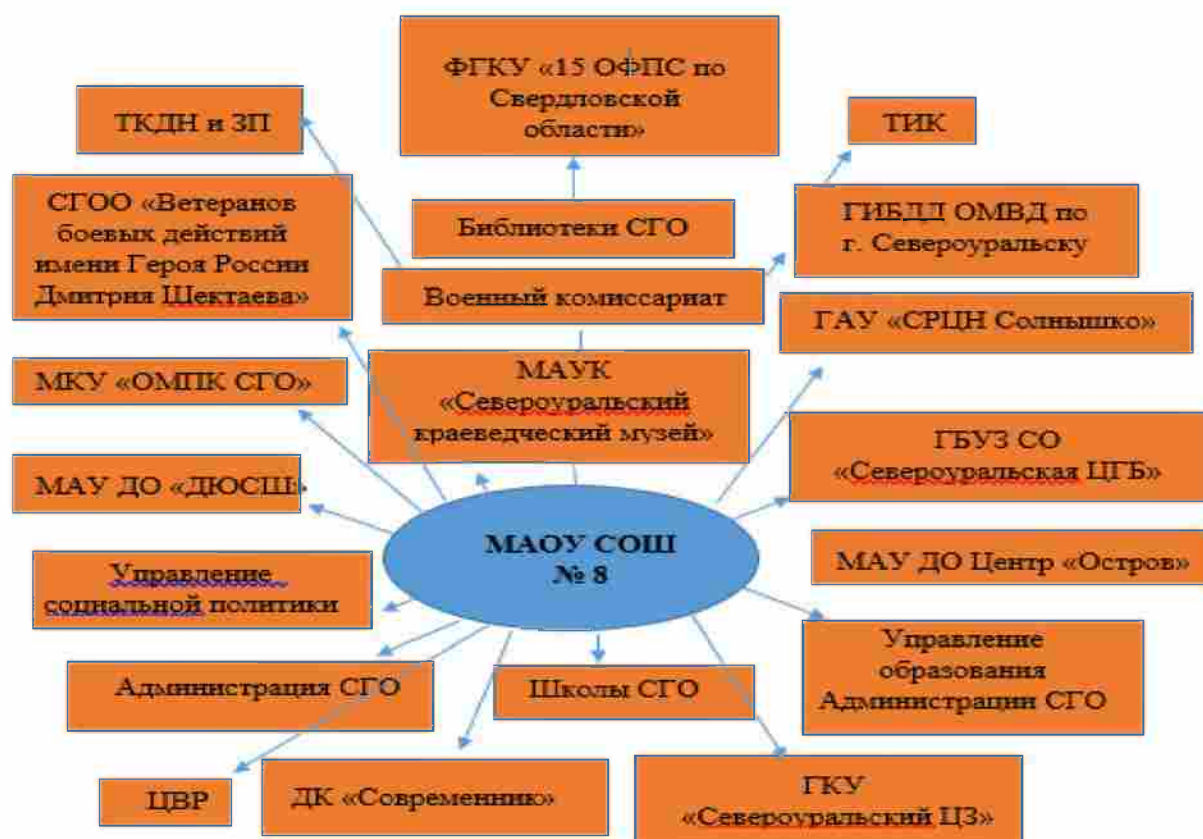 ФГКУ «15 ОФПС по
Свердловской
области»
ТКДН и ЗП
ТИК
СГОО «Ветеранов
боевых действий
имени Героя России
Дмитрия Шектаева»
Библиотеки СГО
ГИБДД ОМВД по
г. Североуральску
Военный комиссариат
ГАУ «СРЦН Солнышко»
МКУ «ОМПК СГО»
МАУК
«Североуральский
краеведческий музей»
ГБУЗ СО
«Североуральская ЦГБ»
МАУ ДО «ДЮСШ»
МАОУ СОШ
№ 8
МАУ ДО Центр «Остров»
Управление
социальной политики
Управление
образования
Администрации СГО
Администрация СГО
Школы СГО
ЦВР
ДК «Современник»
ГКУ
«Североуральский ЦЗ»